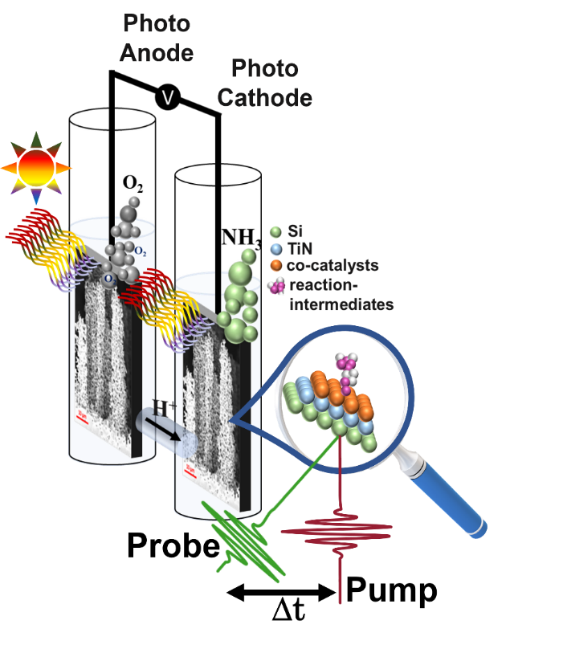 Photo
Anode
Photo
Cathode
V
O₂
O₂
O
NH₃
Si
TiN
co-catalysts
reaction-
intermediates
H⁺
Probe
Pump
Δt